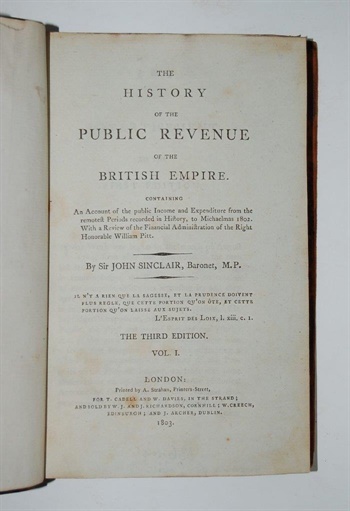 THE
HISTORY
OF THE
PUBLIC REVENUE
OF THE
BRITISH EMPIRE.
CONTAINING
An Account of the public Income and Expenditure from the
remotest Periods recorded in History, to Michaelmas 1802.
With a Review of the Financial Administration of the Right
Honorable William Pitt.
By Sir JOHN SINCLAIR, Baronet, M.P.
IL N'Y A RIEN QUE LA SAGESSE, ET LA PRUDENCE DOIVENT
PLUS REGLE, QUE CETTE PORTION QU'ON ÔTE, ET CETTE
PORTION QU'ON LAISSE AUX SUJETS.
L'ESPRIT DES LOIX, l. xiii, c. 1.
THE THIRD EDITION.
VOL. I.
LONDON:
Printed by A. Strahan, Printers-Street,
FOR T. CADELL AND W. DAVIES, IN THE STRAND;
AND SOLD BY W. J. AND J. RICHARDSON, CORNHILL; W. CREECH,
EDINBURGH; AND J. ARCHER, DUBLIN.
1803.